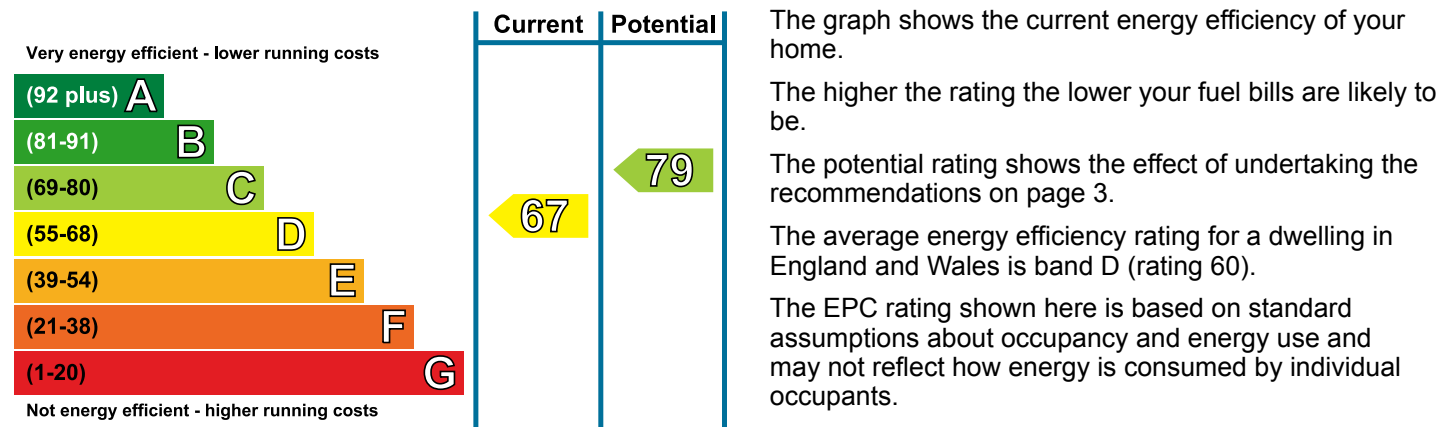 Current Potential
Very energy efficient - lower running costs
(92 plus) A
(81-91) B
(69-80) C
(55-68) D
(39-54) E
(21-38) F
(1-20) G
Not energy efficient - higher running costs
67
79
The graph shows the current energy efficiency of your
home.
The higher the rating the lower your fuel bills are likely to
be.
The potential rating shows the effect of undertaking the
recommendations on page 3.
The average energy efficiency rating for a dwelling in
England and Wales is band D (rating 60).
The EPC rating shown here is based on standard
assumptions about occupancy and energy use and
may not reflect how energy is consumed by individual
occupants.